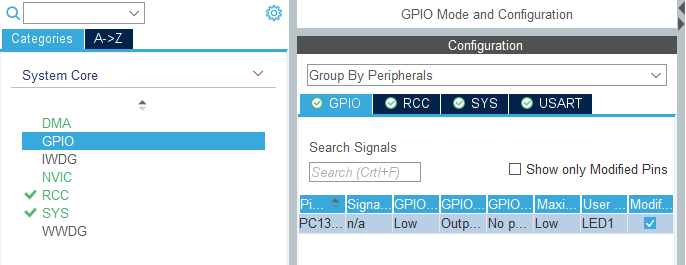 GPIO Mode and Configuration
Categories A->Z
Configuration
System Core
Group By Peripherals
GPIO RCC SYS USART
DMA
GPIO
IWDG
NVIC
RCC
SYS
WWDG
Search Signals
Search (Crtl+F)
Show only Modified Pins
Pi... Signa... GPIO... GPIO... GPIO... Maxi... User ... Modif...
PC13... n/a Low Outp... No p... Low LED1